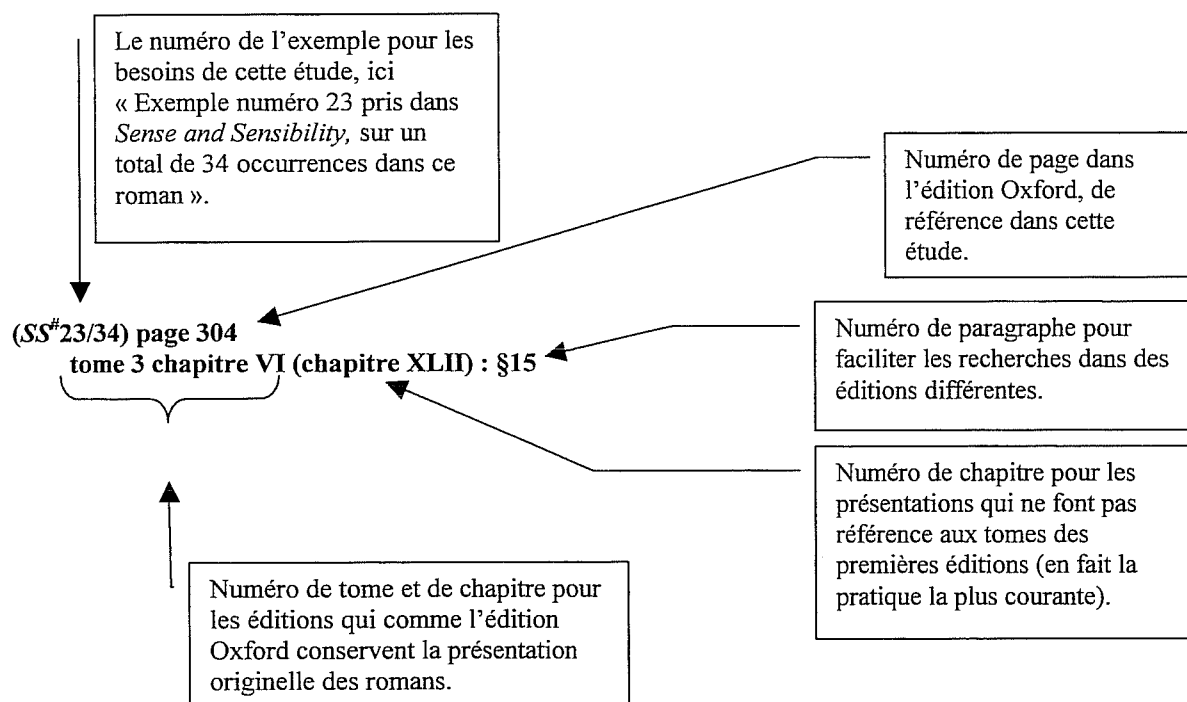 Le numéro de l'exemple pour les
besoins de cette étude, ici
« Exemple numéro 23 pris dans
Sense and Sensibility, sur un
total de 34 occurrences dans ce
roman ».
Numéro de page dans
l'édition Oxford, de
référence dans cette
étude.
(SS#23/34) page 304
tome 3 chapitre VI (chapitre XLII) : §15
Numéro de paragraphe pour
faciliter les recherches dans des
éditions différentes.
Numéro de chapitre pour les
présentations qui ne font pas
référence aux tomes des
premières éditions (en fait la
pratique la plus courante).
Numéro de tome et de chapitre pour
les éditions qui comme l'édition
Oxford conservent la présentation
originelle des romans.